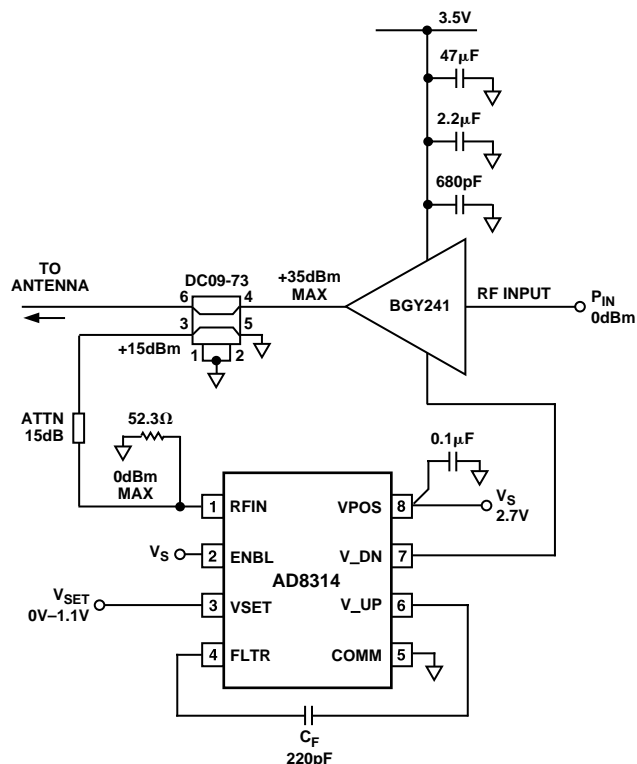 3.5V
47μF
2.2μF
680pF
TO
ANTENNA
DC09-73
+35dBm
MAX
6
4
3
5
1
2
+15dBm
BGY241
RF INPUT
P_IN
0dBm
ATTN
15dB
52.3Ω
0dBm
MAX
0.1μF
1 RFIN
VPOS 8
V_S
2.7V
V_S
2 ENBL
V_DN 7
AD8314
V_SET
0V–1.1V
3 VSET
V_UP 6
4 FLTR
COMM 5
C_F
220pF